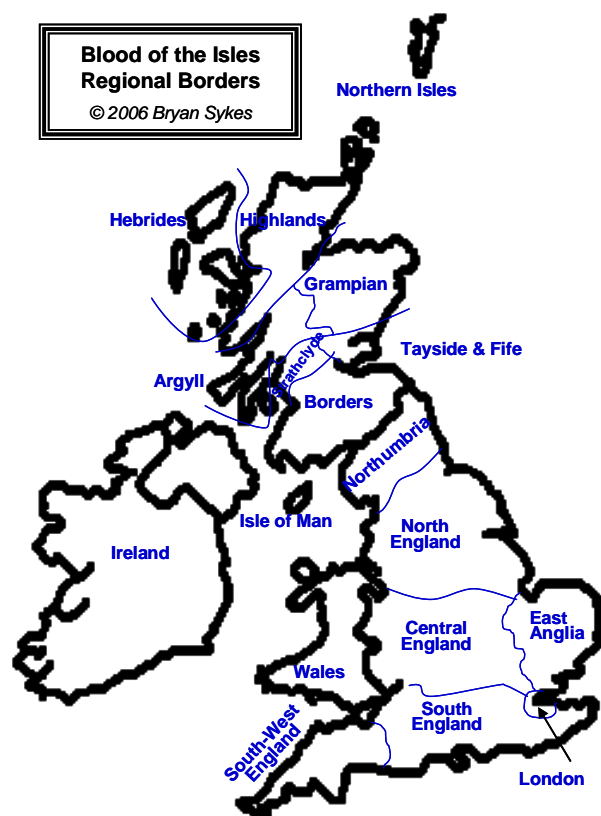 Blood of the Isles
Regional Borders
© 2006 Bryan Sykes
Northern Isles
Hebrides
Highlands
Grampian
Tayside & Fife
Strathclyde
Argyll
Borders
Northumbria
Isle of Man
North
England
Ireland
East
Anglia
Central
England
Wales
South-West
England
South
England
London